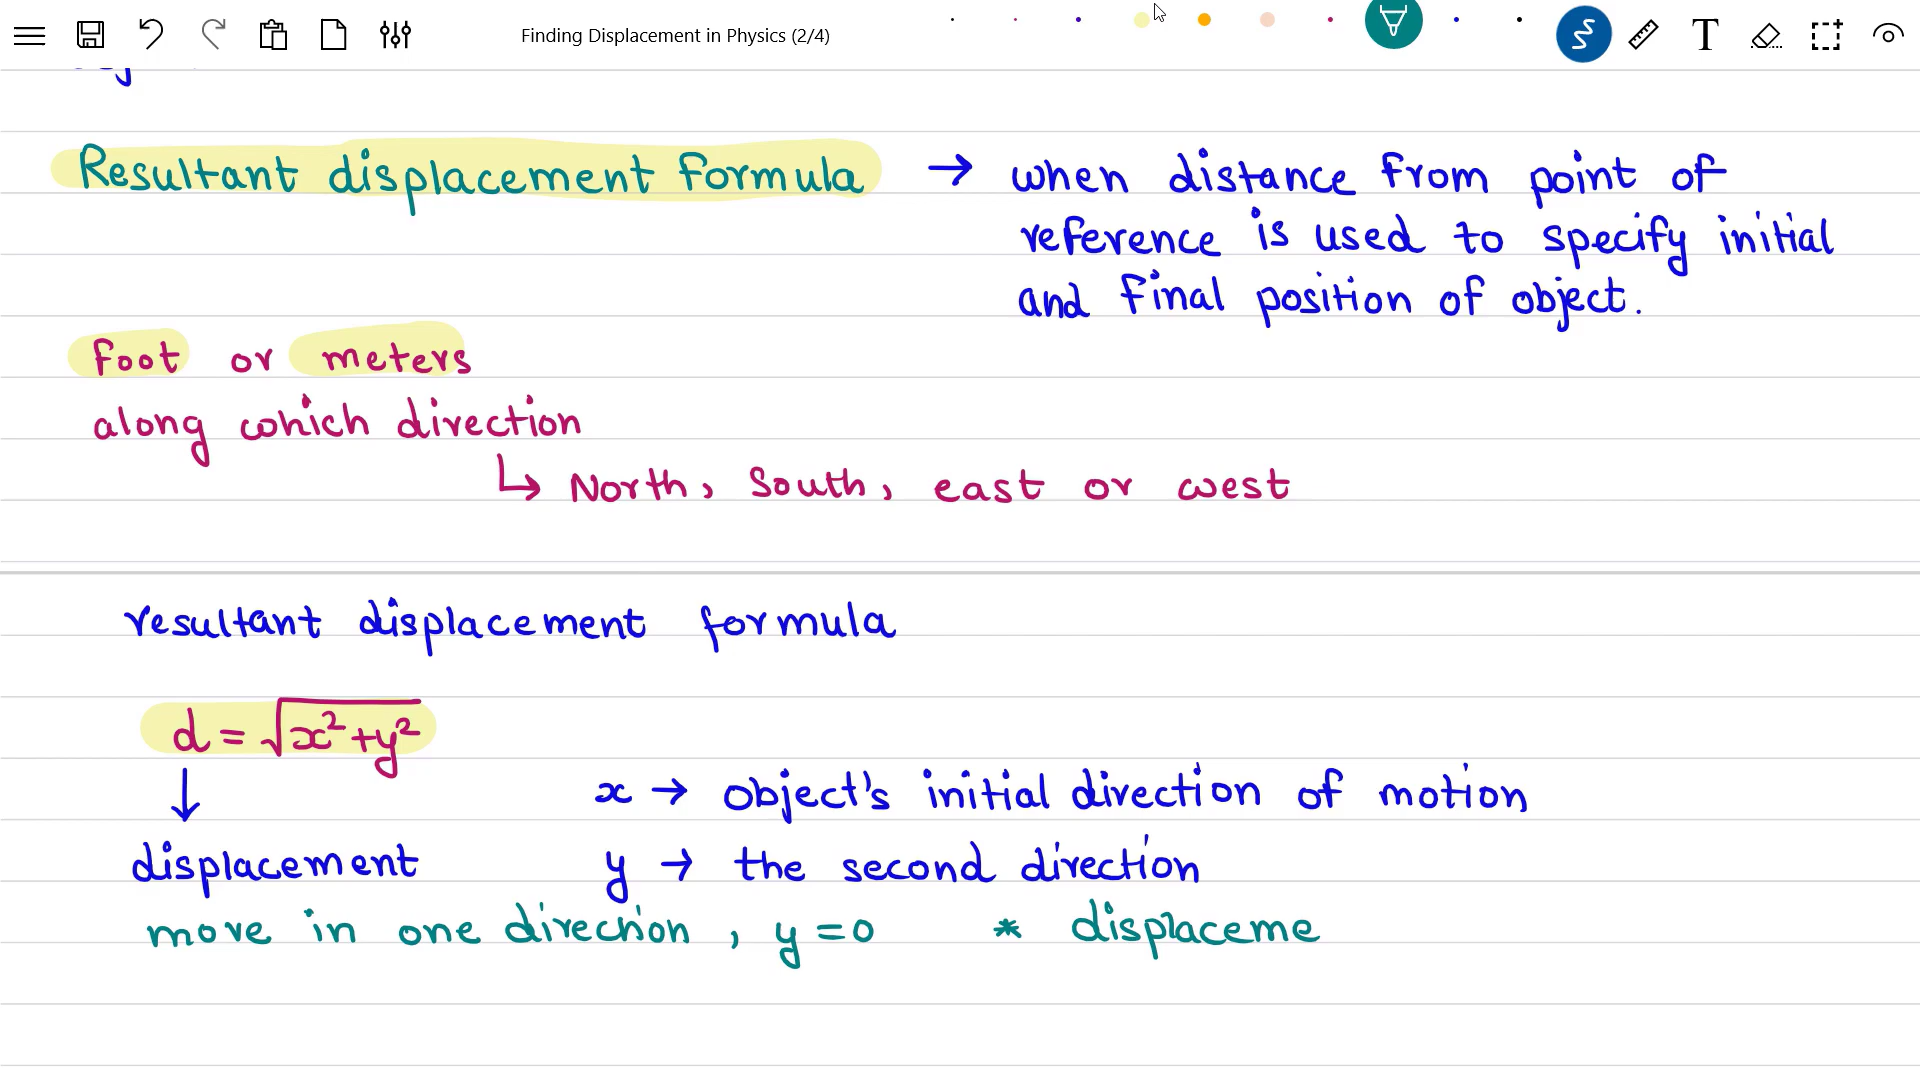 Finding Displacement in Physics (2/4)
Resultant displacement formula → when distance from point of
reference is used to specify initial
and final position of object.
foot or meters
along which direction
↳ North, South, east or west
resultant displacement formula
d = √x²+y²
↓
x → object's initial direction of motion
displacement y → the second direction
move in one direction, y=0 * displaceme